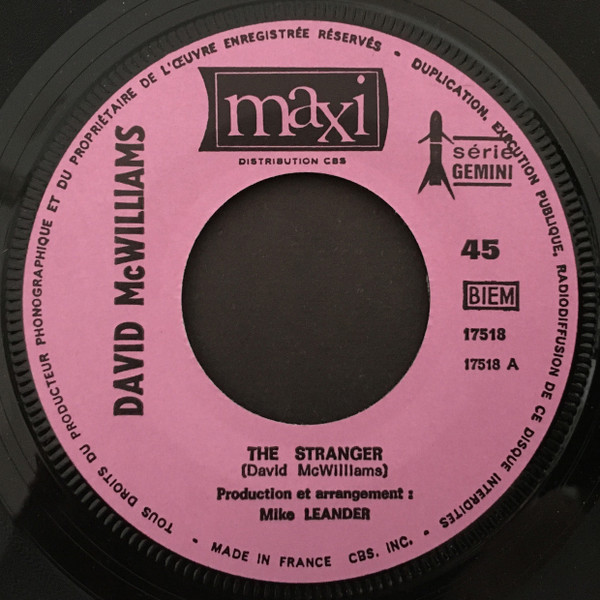 TOUS DROITS DU PRODUCTEUR PHONOGRAPHIQUE ET DU PROPRIÉTAIRE DE L'ŒUVRE ENREGISTRÉE RÉSERVÉS - DUPLICATION, EXÉCUTION PUBLIQUE, RADIODIFFUSION DE CE DISQUE INTERDITES -
maxi
DISTRIBUTION CBS
série
GEMINI
DAVID McWILLIAMS
45
BIEM
17518
17518 A
THE STRANGER
(David McWilliams)
Production et arrangement :
Mike LEANDER
- MADE IN FRANCE CBS. INC. -